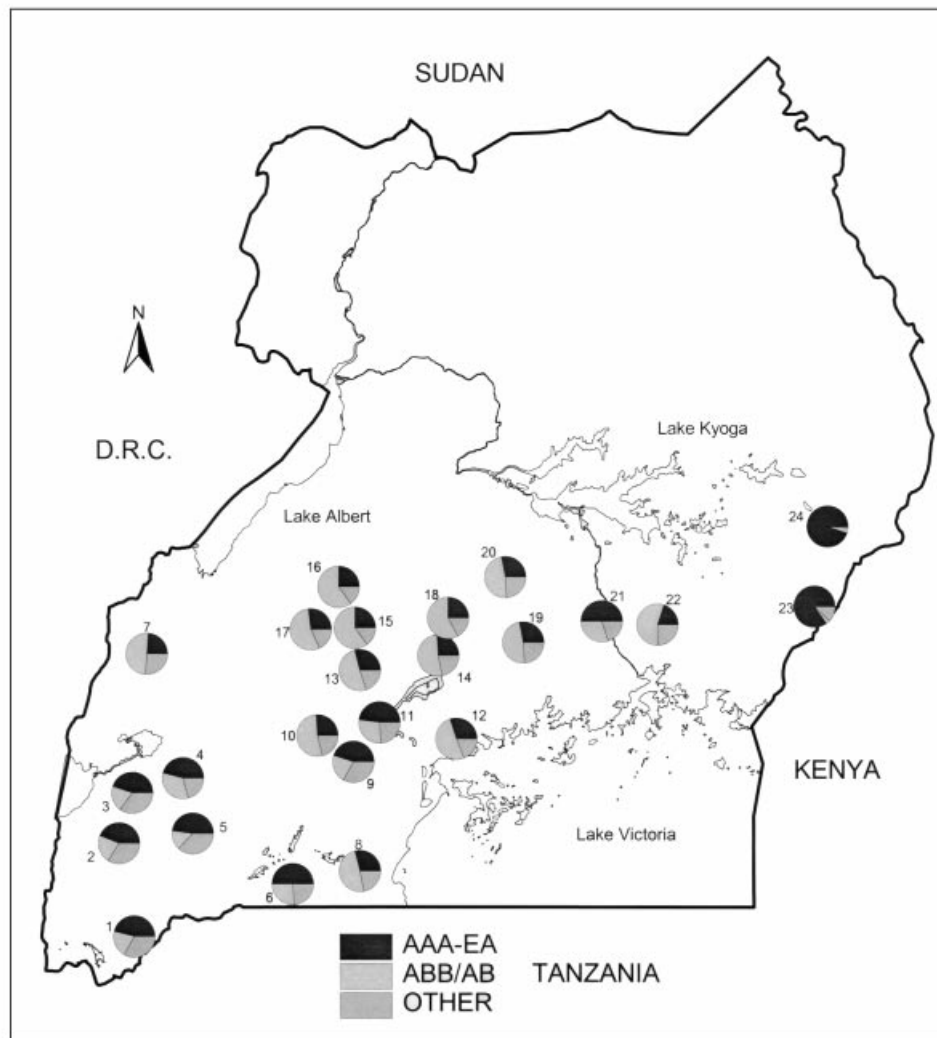 SUDAN
N
D.R.C.
Lake Kyoga
Lake Albert
24
20
16
21
22
23
18
17
15
19
7
13
14
11
12
10
9
KENYA
4
3
5
Lake Victoria
2
8
6
1
AAA-EA
ABB/AB
TANZANIA
OTHER